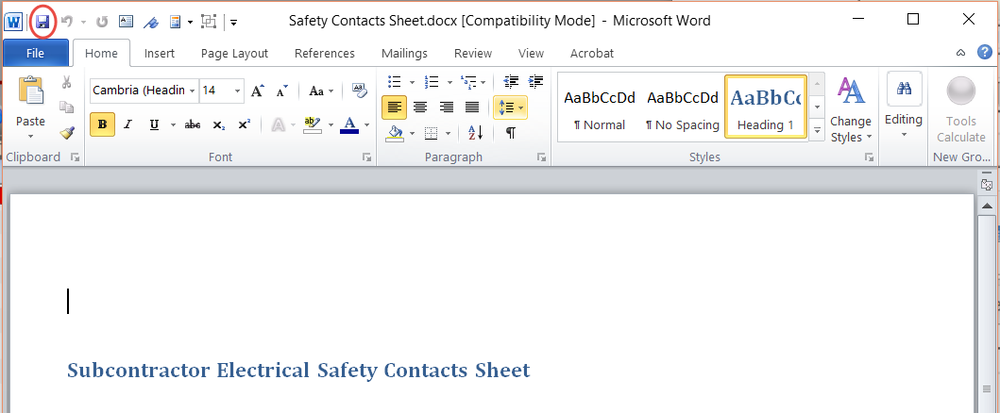 Safety Contacts Sheet.docx [Compatibility Mode] - Microsoft Word
File Home Insert Page Layout References Mailings Review View Acrobat
Cambria (Headin 14 Aa
Paste B I U abc x₂ x² A ab A
AaBbCcDd AaBbCcDd AaBbCc
¶ Normal ¶ No Spacing Heading 1
Change Styles
Editing
Tools Calculate
Clipboard Font Paragraph Styles New Gro...
Subcontractor Electrical Safety Contacts Sheet